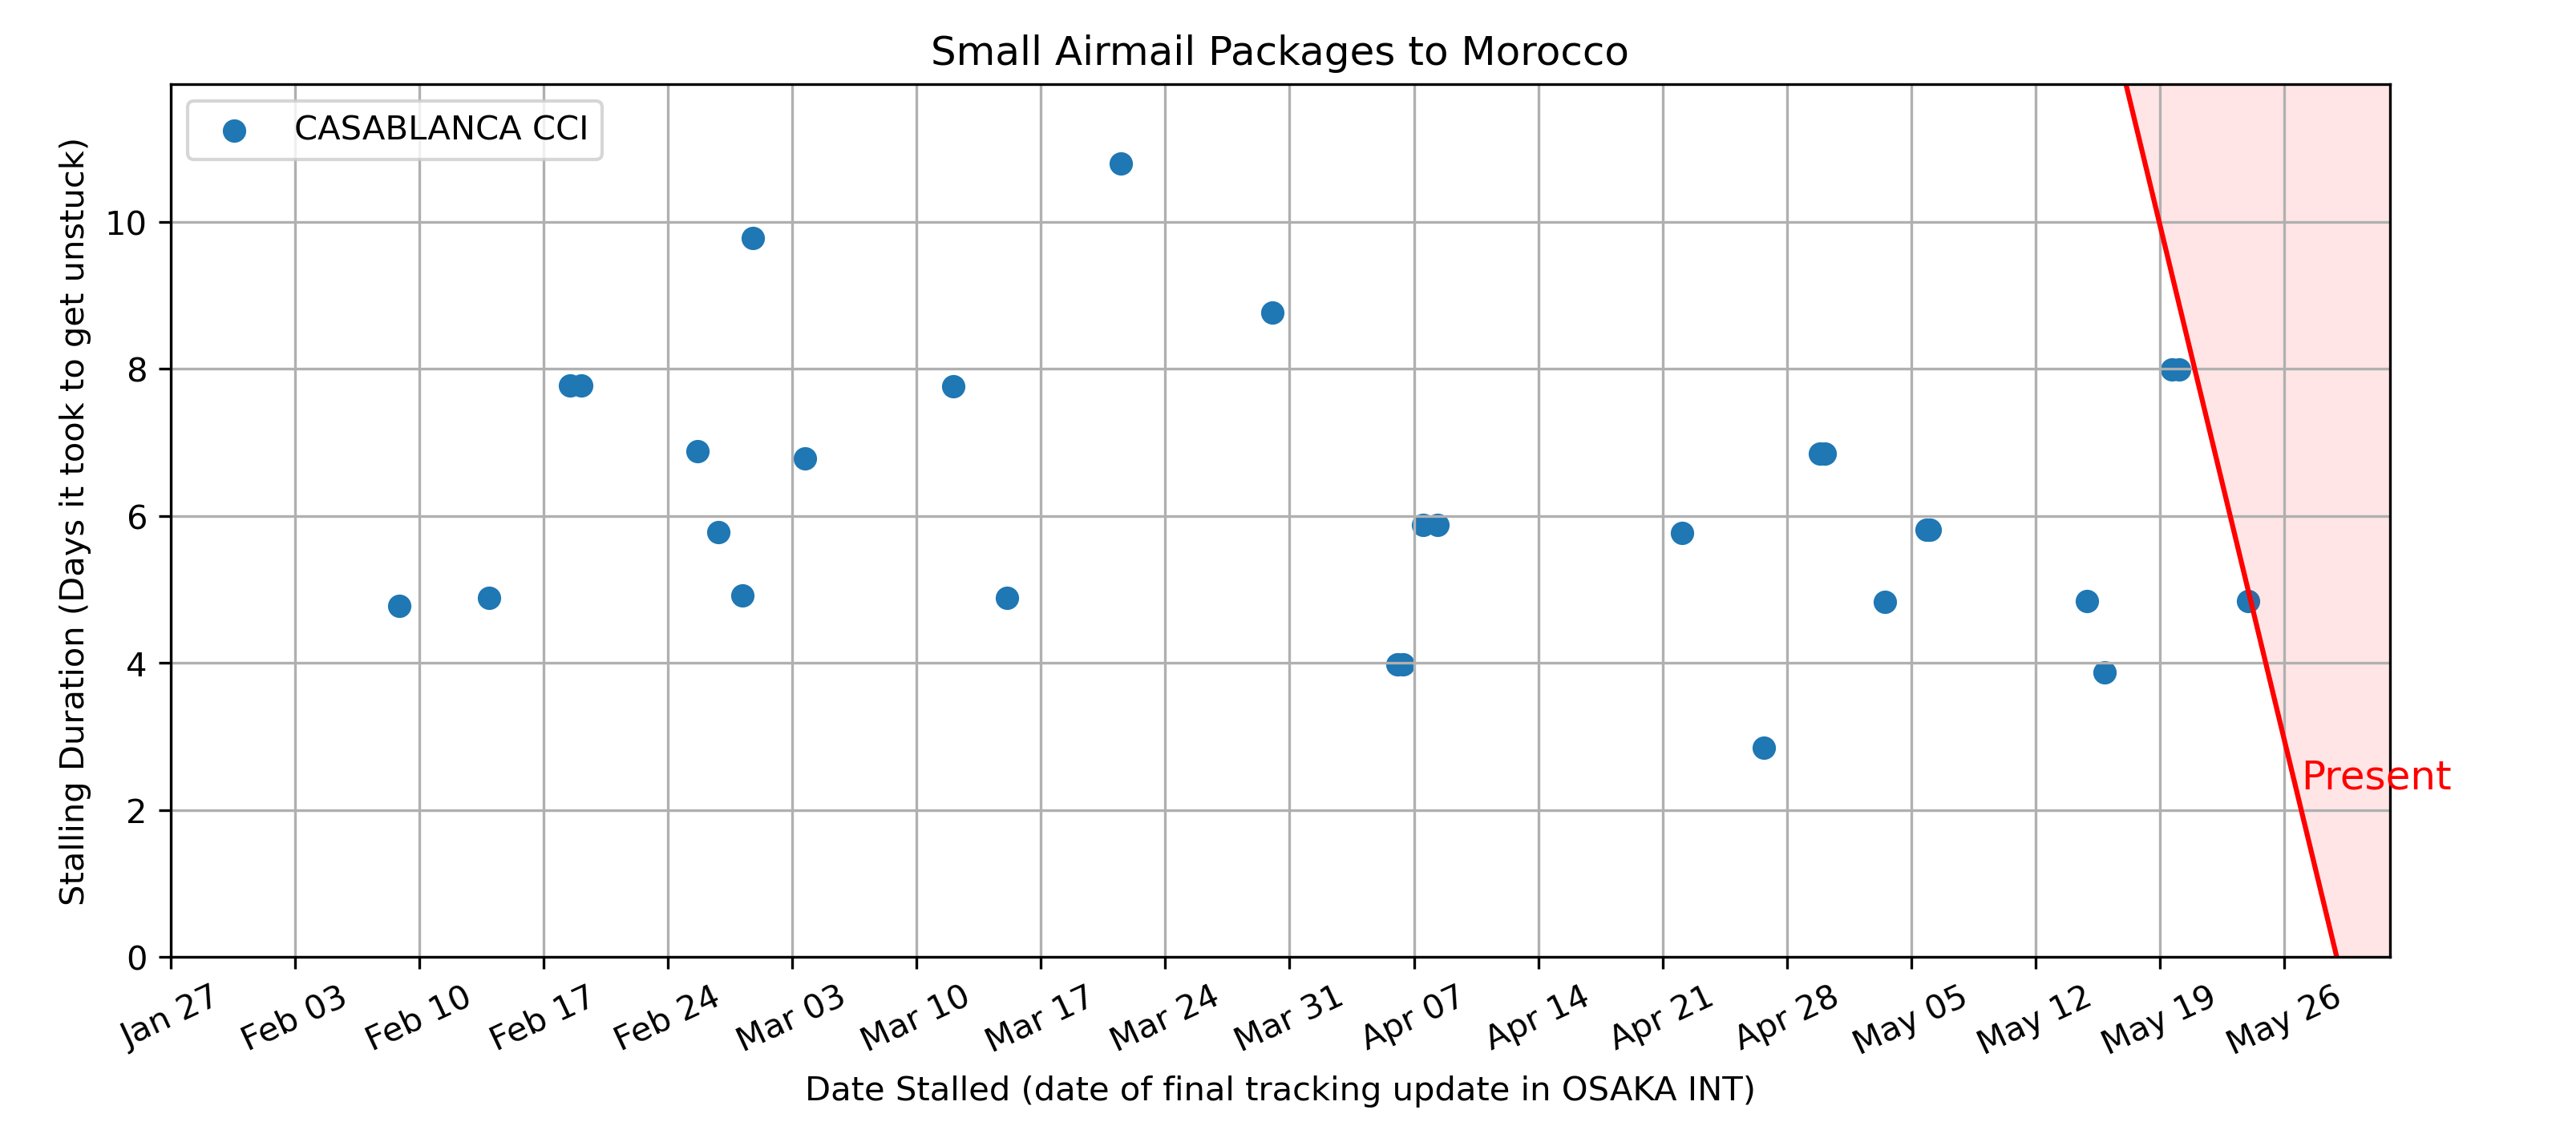 Small Airmail Packages to Morocco
CASABLANCA CCI
Stalling Duration (Days it took to get unstuck)
10
8
6
4
2
0
Present
Jan 27
Feb 03
Feb 10
Feb 17
Feb 24
Mar 03
Mar 10
Mar 17
Mar 24
Mar 31
Apr 07
Apr 14
Apr 21
Apr 28
May 05
May 12
May 19
May 26
Date Stalled (date of final tracking update in OSAKA INT)